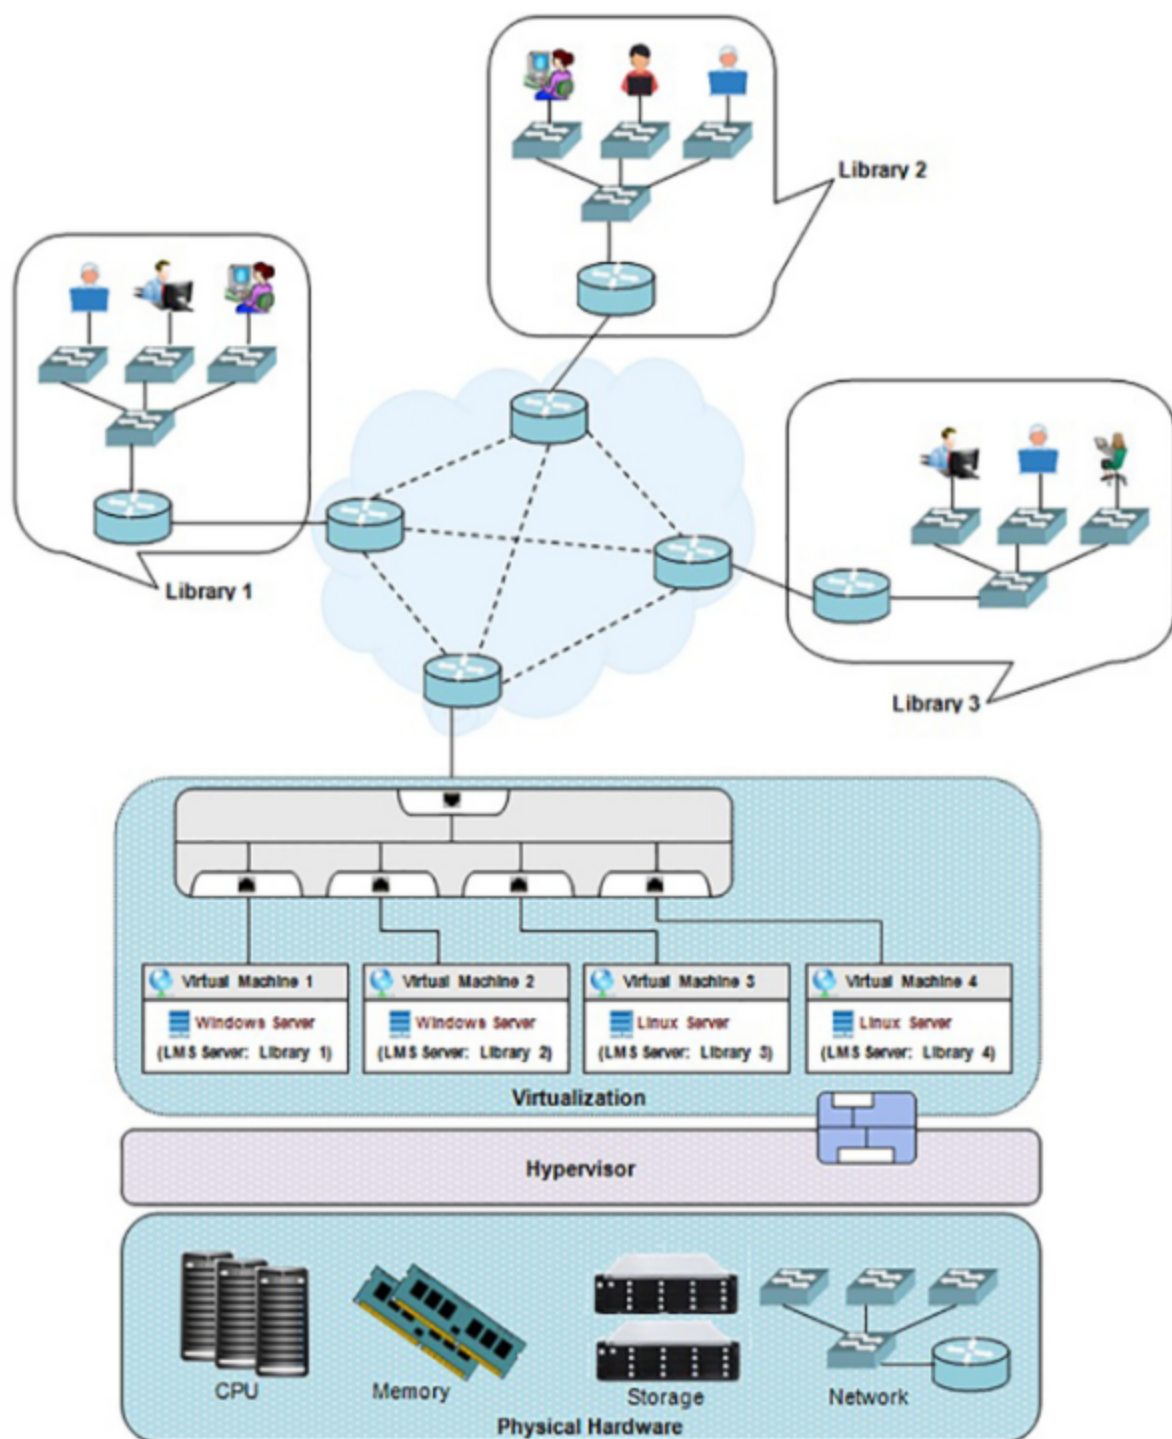 Library 2
Library 1
Library 3
Virtual Machine 1
Windows Server
(LMS Server: Library 1)
Virtual Machine 2
Windows Server
(LMS Server: Library 2)
Virtual Machine 3
Linux Server
(LMS Server: Library 3)
Virtual Machine 4
Linux Server
(LMS Server: Library 4)
Virtualization
Hypervisor
CPU
Memory
Storage
Network
Physical Hardware